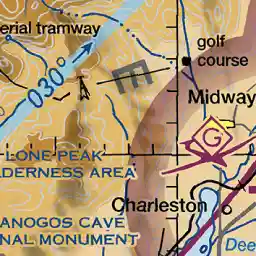 erial tramway
golf
course
030°
Midway
G
LONE PEAK
DERNESS AREA
Charleston
ANOGOS CAVE
NAL MONUMENT
Dee